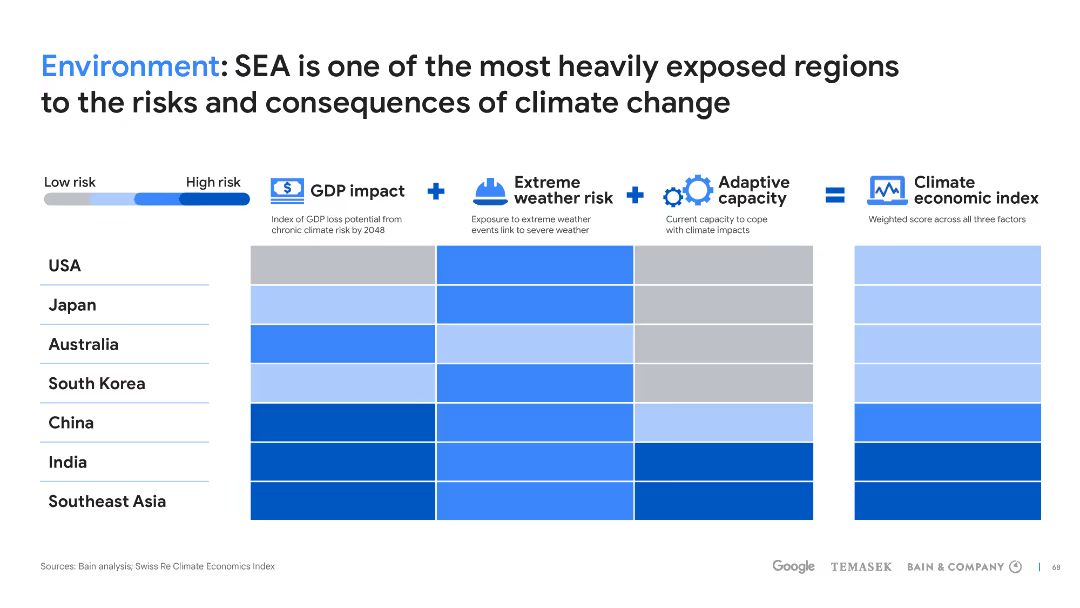 Environment: SEA is one of the most heavily exposed regions
to the risks and consequences of climate change
Low risk
High risk
$
GDP impact
Index of GDP loss potential from
chronic climate risk by 2048
+
Extreme
weather risk
Exposure to extreme weather
events link to severe weather
+
Adaptive
capacity
Current capacity to cope
with climate impacts
=
Climate
economic index
Weighted score across all three factors
USA
Japan
Australia
South Korea
China
India
Southeast Asia
Sources: Bain analysis; Swiss Re Climate Economics Index
Google
TEMASEK
BAIN & COMPANY
68